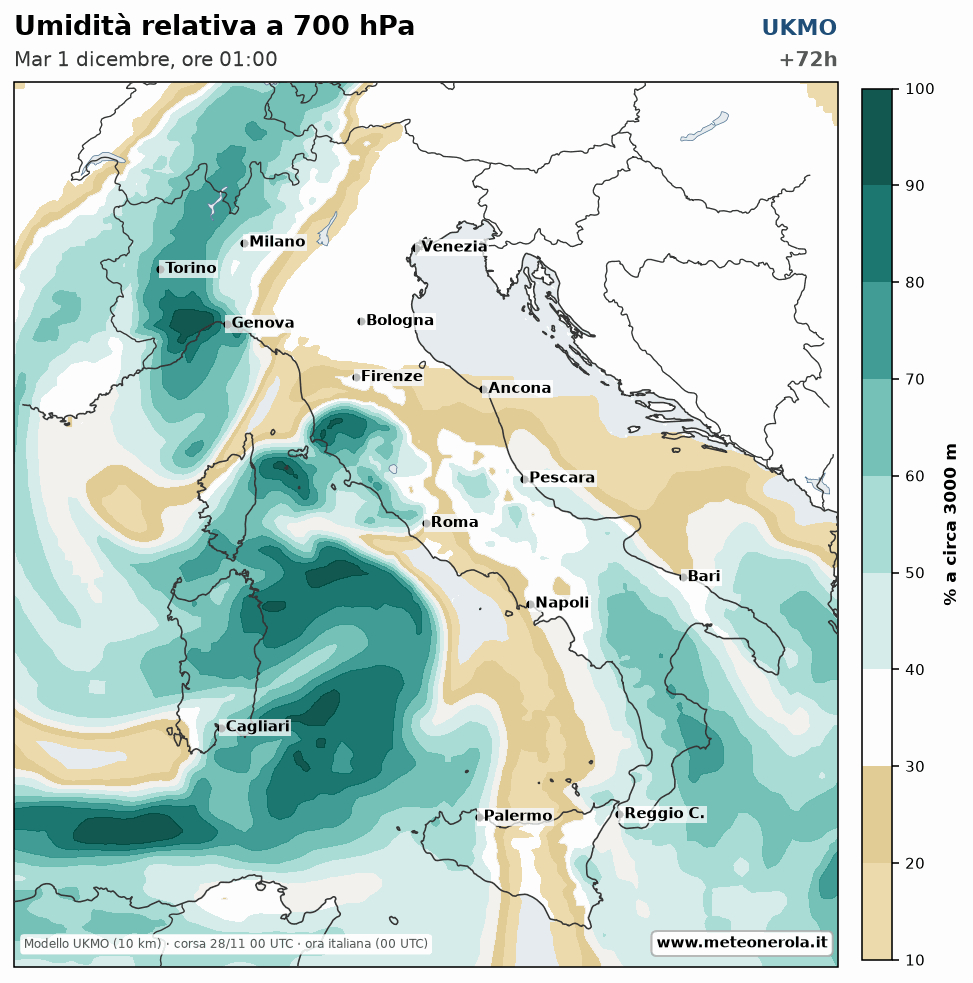 Umidità relativa a 700 hPa
UKMO
Mar 1 dicembre, ore 01:00
+72h
100
90
80
70
60
50
40
30
20
10
% a circa 3000 m
Milano
Venezia
Torino
Genova
Bologna
Firenze
Ancona
Pescara
Roma
Bari
Napoli
Cagliari
Palermo
Reggio C.
Modello UKMO (10 km) · corsa 28/11 00 UTC · ora italiana (00 UTC)
www.meteonerola.it